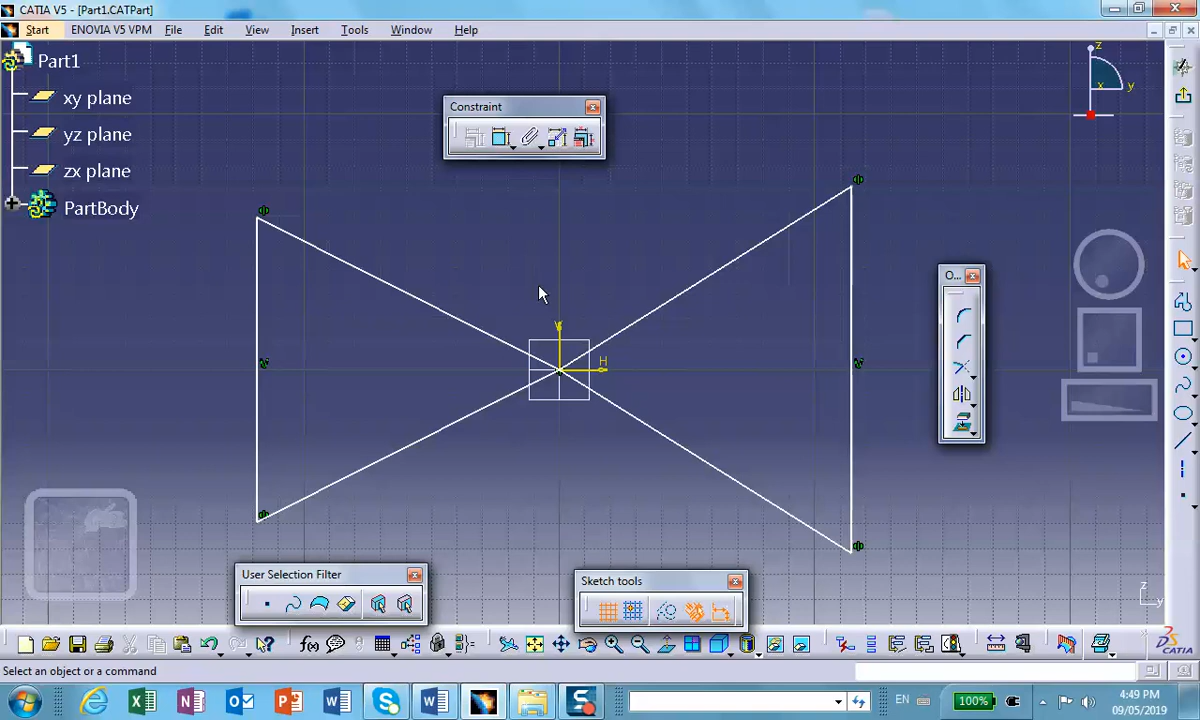 CATIA V5 - [Part1.CATPart]
Start ENOVIA V5 VPM File Edit View Insert Tools Window Help
Part1
xy plane
yz plane
zx plane
PartBody
Constraint
z
x
y
V
H
O...
User Selection Filter
Sketch tools
z
y
f(x)
CATIA
Select an object or a command
EN
100%
4:49 PM
09/05/2019